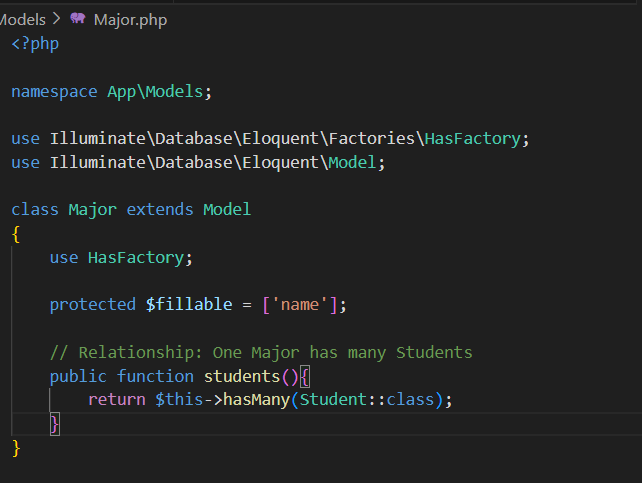 Models > Major.php
<?php
namespace App\Models;
use Illuminate\Database\Eloquent\Factories\HasFactory;
use Illuminate\Database\Eloquent\Model;
class Major extends Model
{
    use HasFactory;
    protected $fillable = ['name'];
    // Relationship: One Major has many Students
    public function students(){
        return $this->hasMany(Student::class);
    }
}